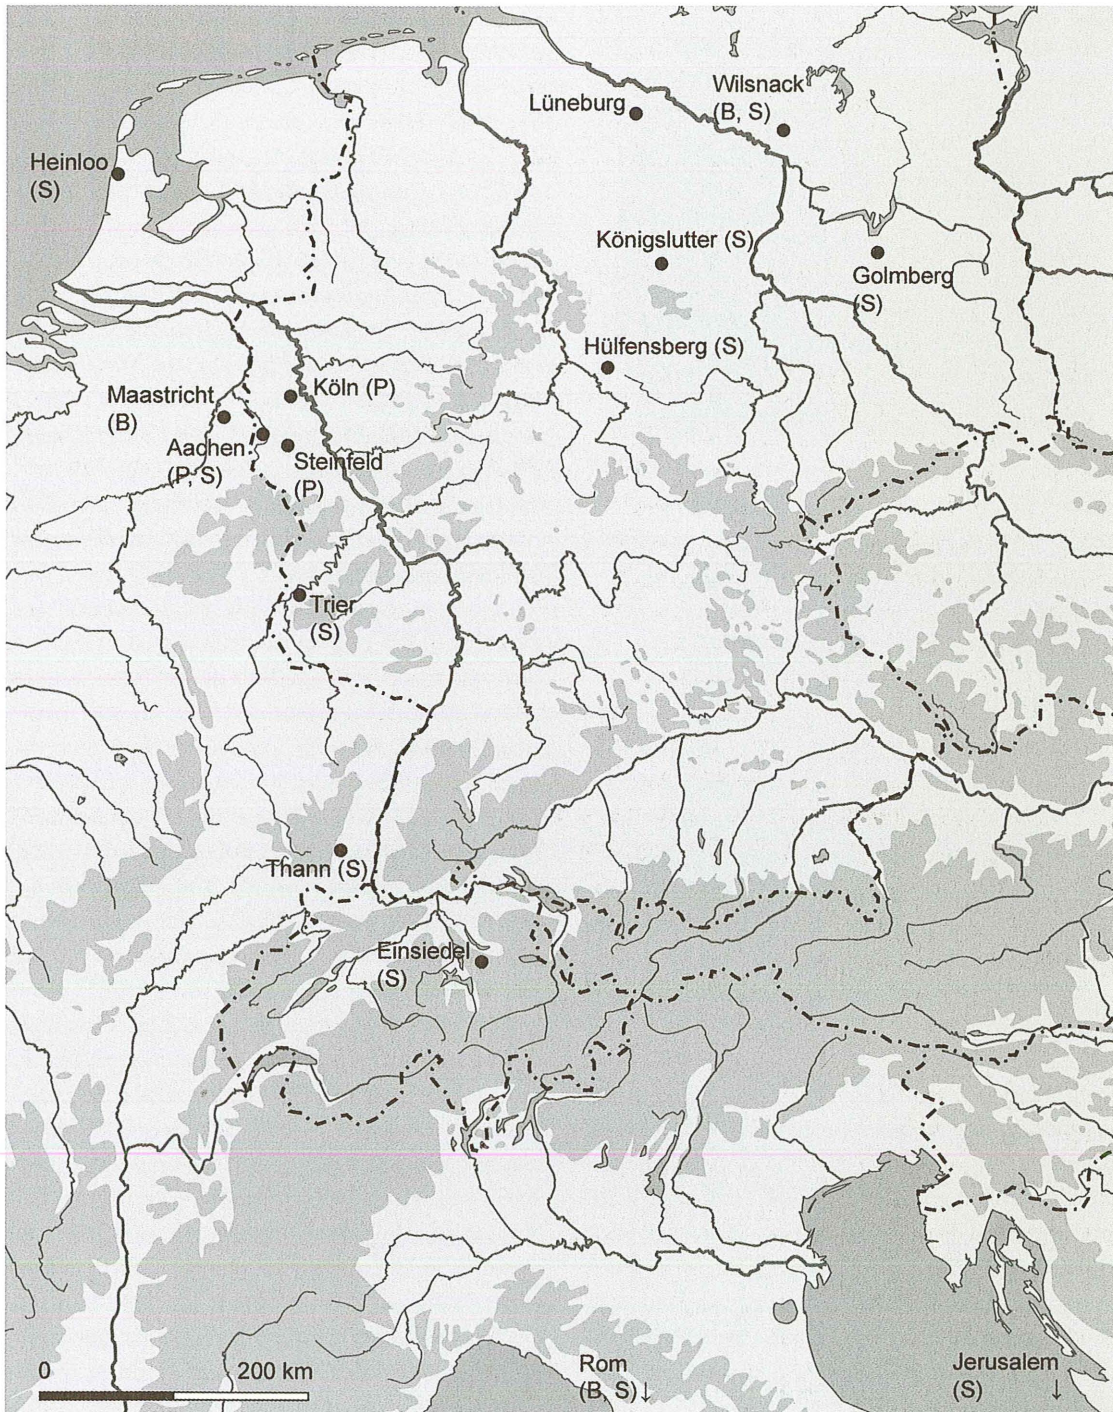 Wilsnack
(B, S)
Lüneburg
Heinloo
(S)
Königslutter (S)
Golmberg
(S)
Hülfensberg (S)
Maastricht
(B)
Köln (P)
Aachen
(P, S)
Steinfeld
(P)
Trier
(S)
Thann (S)
Einsiedel
(S)
0 200 km
Rom
(B, S)↓
Jerusalem
(S) ↓